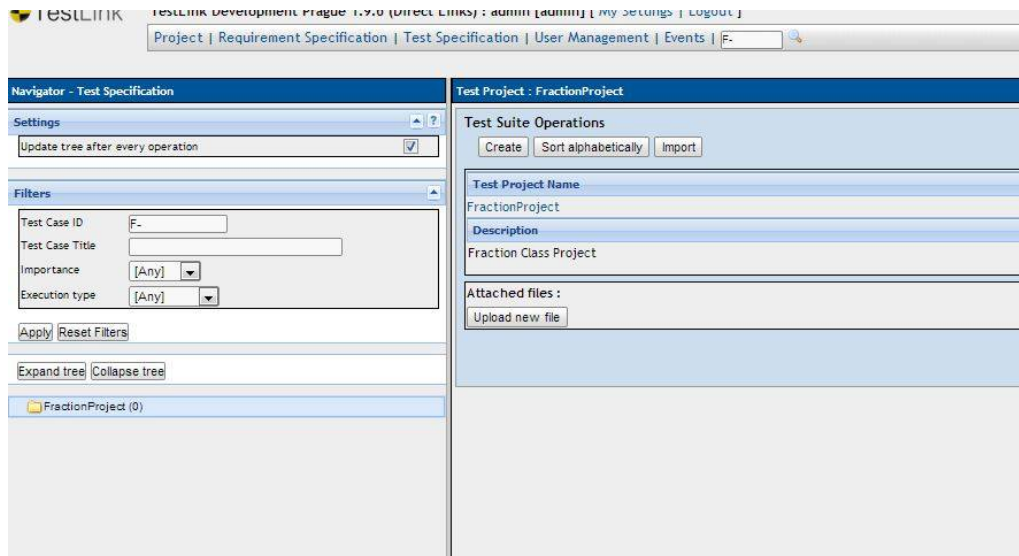 TestLink
TestLink Development Prague 1.9.6 (Direct Links) : admin [admin] [ My Settings | Logout ]
Project | Requirement Specification | Test Specification | User Management | Events | F-
Navigator - Test Specification
Settings
?
Update tree after every operation
Filters
Test Case ID F-
Test Case Title
Importance [Any]
Execution type [Any]
Apply Reset Filters
Expand tree Collapse tree
FractionProject (0)
Test Project : FractionProject
Test Suite Operations
Create Sort alphabetically Import
Test Project Name
FractionProject
Description
Fraction Class Project
Attached files :
Upload new file